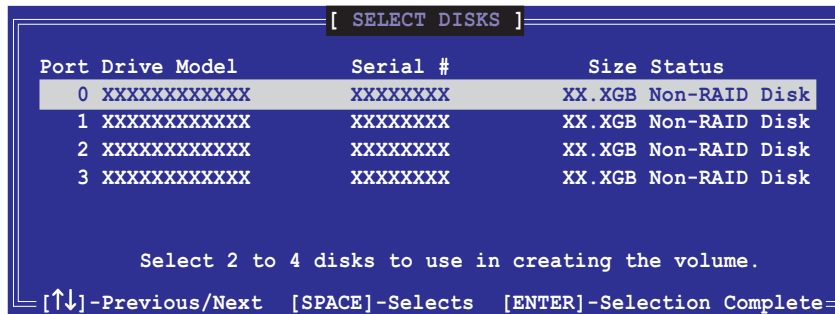 [ SELECT DISKS ]
Port Drive Model Serial # Size Status
0 XXXXXXXXXXXX XXXXXXXX XX.XGB Non-RAID Disk
1 XXXXXXXXXXXX XXXXXXXX XX.XGB Non-RAID Disk
2 XXXXXXXXXXXX XXXXXXXX XX.XGB Non-RAID Disk
3 XXXXXXXXXXXX XXXXXXXX XX.XGB Non-RAID Disk
Select 2 to 4 disks to use in creating the volume.
[↑↓]-Previous/Next [SPACE]-Selects [ENTER]-Selection Complete